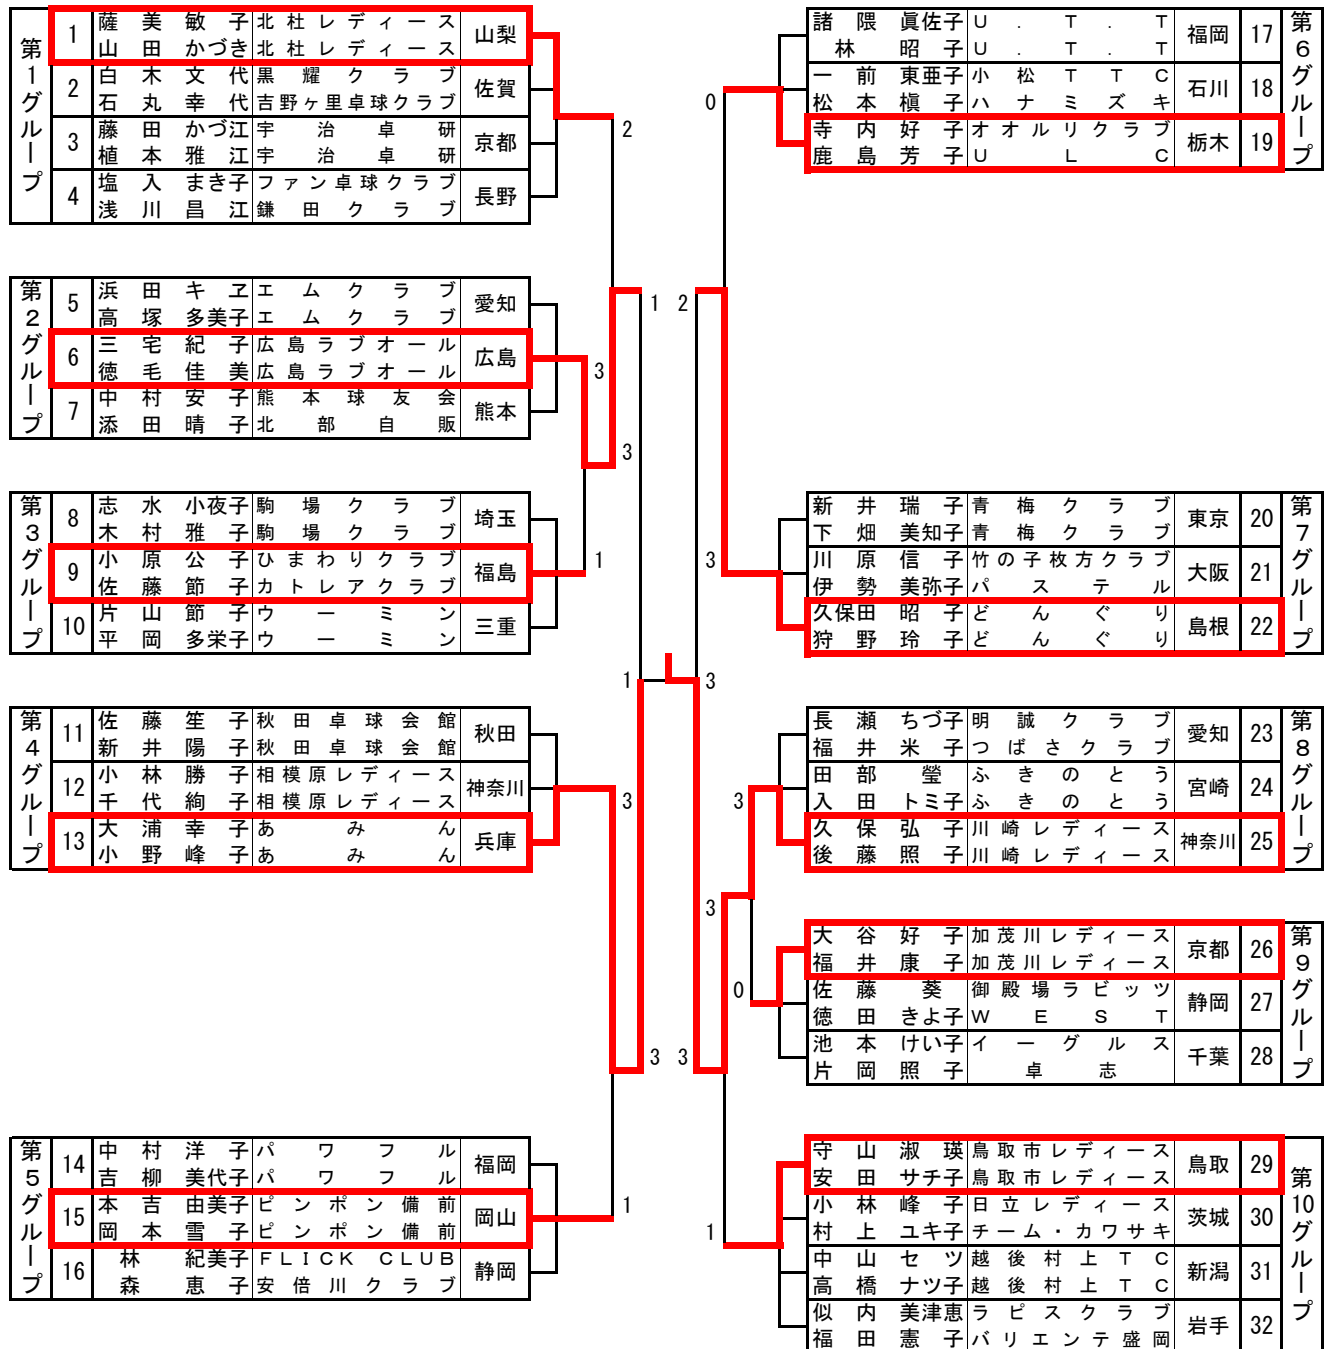 第1グループ
1 薩美敏子 北杜レディース 山梨
山田かづき 北杜レディース
2 白木文代 黒耀クラブ 佐賀
石丸幸代 吉野ヶ里卓球クラブ
3 藤田かづ江 宇治卓研 京都
植本雅江 宇治卓研
4 塩入まき子 ファン卓球クラブ 長野
浅川昌江 鎌田クラブ
2
第2グループ
5 浜田キヱ エムクラブ 愛知
高塚多美子 エムクラブ
6 三宅紀子 広島ラブオール 広島
徳毛佳美 広島ラブオール
7 中村安子 熊本球友会 熊本
添田晴子 北部自販
1
3
3
第3グループ
8 志水小夜子 駒場クラブ 埼玉
木村雅子 駒場クラブ
9 小原公子 ひまわりクラブ 福島
佐藤節子 カトレアクラブ
10 片山節子 ウーミン 三重
平岡多栄子 ウーミン
1
1
第4グループ
11 佐藤笙子 秋田卓球会館 秋田
新井陽子 秋田卓球会館
12 小林勝子 相模原レディース 神奈川
千代絢子 相模原レディース
13 大浦幸子 あみん 兵庫
小野峰子 あみん
3
3
第5グループ
14 中村洋子 パワフル 福岡
吉柳美代子 パワフル
15 本吉由美子 ピンポン備前 岡山
岡本雪子 ピンポン備前
16 林紀美子 FLICK CLUB 静岡
森恵子 安倍川クラブ
1
第6グループ
諸隈眞佐子 U.T.T 福岡 17
林昭子 U.T.T
一前東亜子 小松TTC 石川 18
松本槇子 ハナミズキ
寺内好子 オオルリクラブ 栃木 19
鹿島芳子 ULC
0
2
第7グループ
新井瑞子 青梅クラブ 東京 20
下畑美知子 青梅クラブ
川原信子 竹の子枚方クラブ 大阪 21
伊勢美弥子 パステル
久保田昭子 どんぐり 島根 22
狩野玲子 どんぐり
3
3
第8グループ
長瀬ちづ子 明誠クラブ 愛知 23
福井米子 つばさクラブ
田部瑩 ふきのとう 宮崎 24
入田トミ子 ふきのとう
久保弘子 川崎レディース 神奈川 25
後藤照子 川崎レディース
3
3
第9グループ
大谷好子 加茂川レディース 京都 26
福井康子 加茂川レディース
佐藤葵 御殿場ラビッツ 静岡 27
徳田きよ子 WEST
池本けい子 イーグルス 千葉 28
片岡照子 卓志
0
3
第10グループ
守山淑瑛 鳥取市レディース 鳥取 29
安田サチ子 鳥取市レディース
小林峰子 日立レディース 茨城 30
村上ユキ子 チーム・カワサキ
中山セツ 越後村上TC 新潟 31
高橋ナツ子 越後村上TC
似内美津恵 ラピスクラブ 岩手 32
福田憲子 バリエンテ盛岡
1